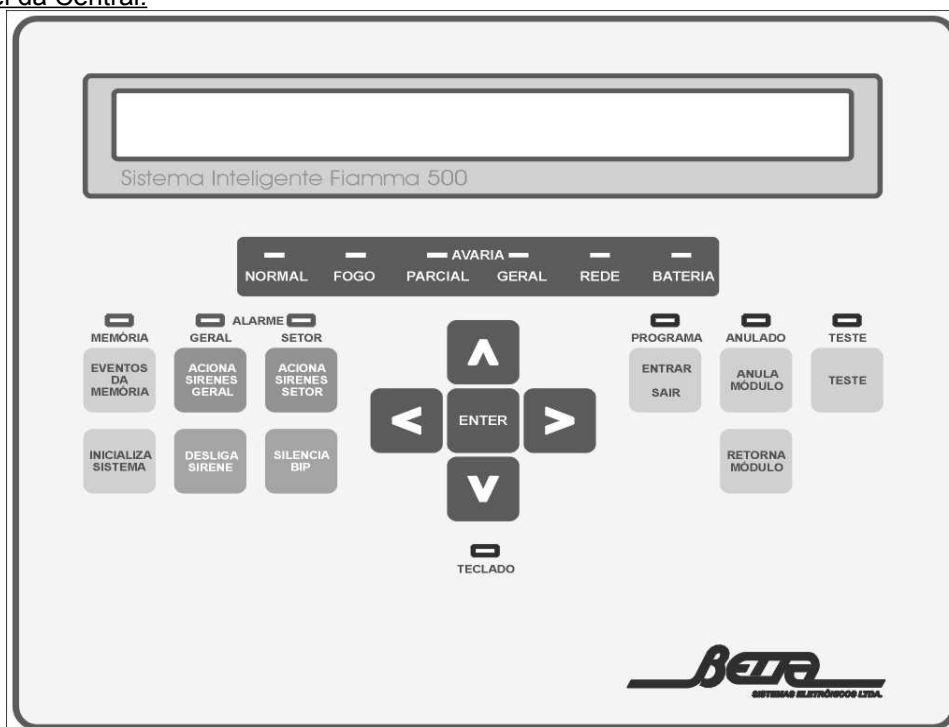 el da Central:
Sistema Inteligente Fiamma 500
AVARIA
NORMAL FOGO PARCIAL GERAL REDE BATERIA
ALARME
MEMÓRIA GERAL SETOR
PROGRAMA ANULADO TESTE
EVENTOS
DA
MEMÓRIA
ACIONA
SIRENES
GERAL
ACIONA
SIRENES
SETOR
ENTRAR
SAIR
ANULA
MÓDULO
TESTE
ENTER
INICIALIZA
SISTEMA
DESLIGA
SIRENE
SILENCIA
BIP
RETORNA
MÓDULO
TECLADO
SISTEMAS ELETRÔNICOS LTDA.